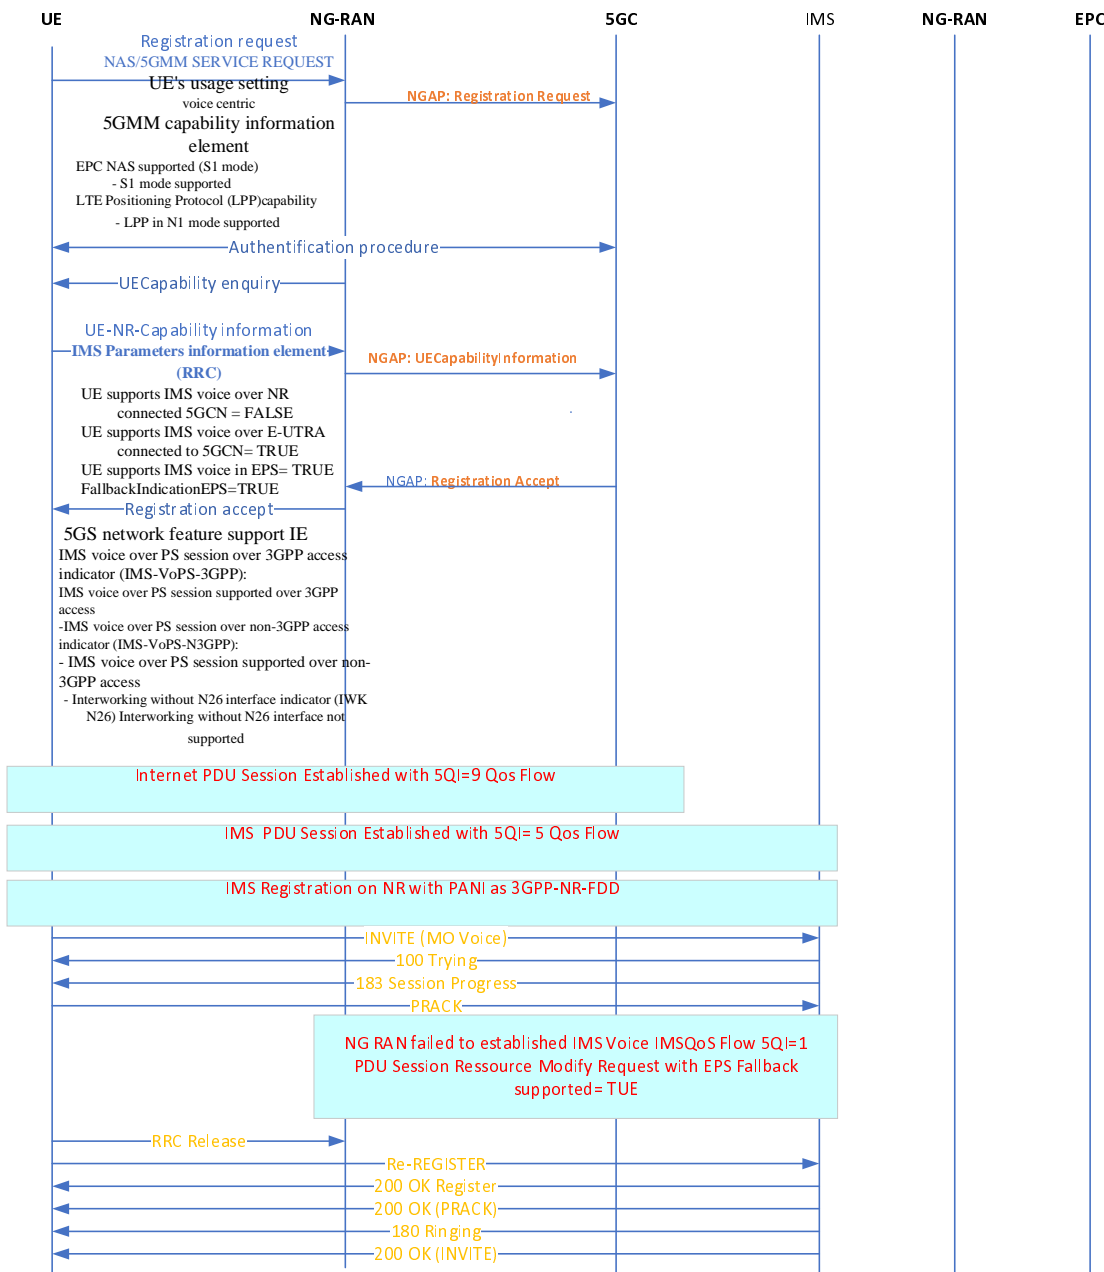 UE NG-RAN 5GC IMS NG-RAN EPC
Registration request
NAS/5GMM SERVICE REQUEST
UE's usage setting
voice centric
NGAP: Registration Request
5GMM capability information
element
EPC NAS supported (S1 mode)
- S1 mode supported
LTE Positioning Protocol (LPP)capability
- LPP in N1 mode supported
Authentification procedure
UECapability enquiry
UE-NR-Capability information
IMS Parameters information element
(RRC)
NGAP: UECapabilityInformation
UE supports IMS voice over NR
connected 5GCN = FALSE
UE supports IMS voice over E-UTRA
connected to 5GCN= TRUE
UE supports IMS voice in EPS= TRUE
FallbackIndicationEPS=TRUE
NGAP: Registration Accept
Registration accept
5GS network feature support IE
IMS voice over PS session over 3GPP access
indicator (IMS-VoPS-3GPP):
IMS voice over PS session supported over 3GPP
access
-IMS voice over PS session over non-3GPP access
indicator (IMS-VoPS-N3GPP):
- IMS voice over PS session supported over non-
3GPP access
- Interworking without N26 interface indicator (IWK
N26) Interworking without N26 interface not
supported
Internet PDU Session Established with 5QI=9 Qos Flow
IMS PDU Session Established with 5QI= 5 Qos Flow
IMS Registration on NR with PANI as 3GPP-NR-FDD
INVITE (MO Voice)
100 Trying
183 Session Progress
PRACK
NG RAN failed to established IMS Voice IMSQoS Flow 5QI=1
PDU Session Ressource Modify Request with EPS Fallback
supported= TUE
RRC Release
Re-REGISTER
200 OK Register
200 OK (PRACK)
180 Ringing
200 OK (INVITE)